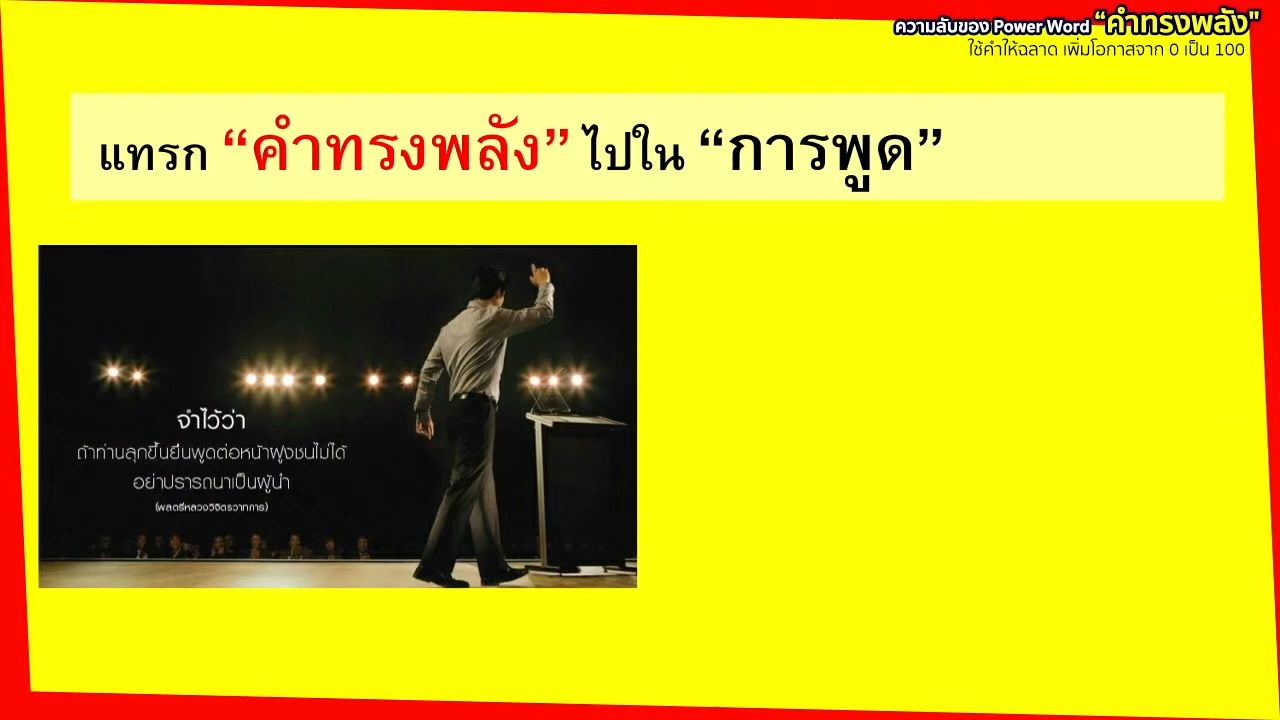 ความลับของ Power Word “คำทรงพลัง"
ใช้คำให้ฉลาด เพิ่มโอกาสจาก 0 เป็น 100
แทรก “คำทรงพลัง” ไปใน “การพูด”
จำไว้ว่า
ถ้าท่านลุกขึ้นยืนพูดต่อหน้าฝูงชนไม่ได้
อย่าปรารถนาเป็นผู้นำ
(พลตรีหลวงวิจิตรวาทการ)